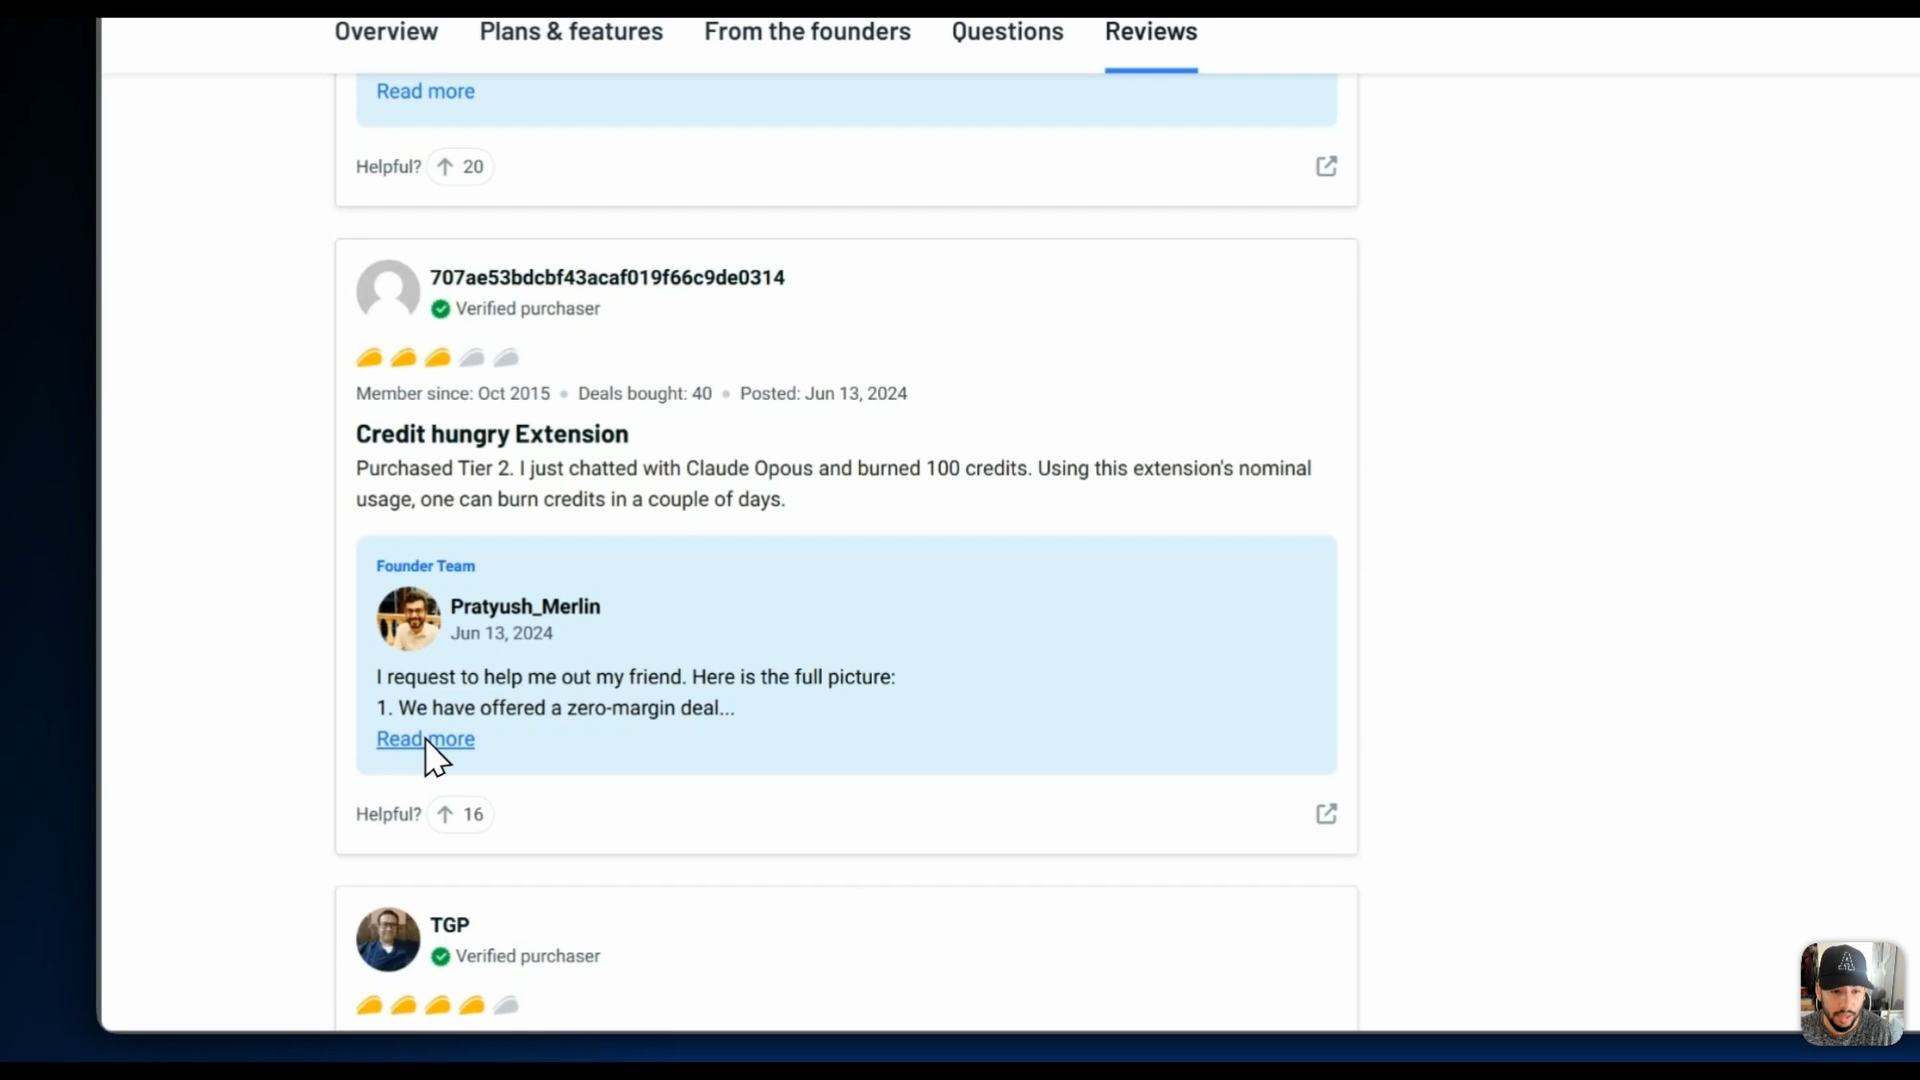 Overview Plans & features From the founders Questions Reviews
Read more
Helpful? 20
707ae53bdcbf43acaf019f66c9de0314
Verified purchaser
Member since: Oct 2015 • Deals bought: 40 • Posted: Jun 13, 2024
Credit hungry Extension
Purchased Tier 2. I just chatted with Claude Opous and burned 100 credits. Using this extension's nominal
usage, one can burn credits in a couple of days.
Founder Team
Pratyush_Merlin
Jun 13, 2024
I request to help me out my friend. Here is the full picture:
1. We have offered a zero-margin deal...
Read more
Helpful? 16
TGP
Verified purchaser